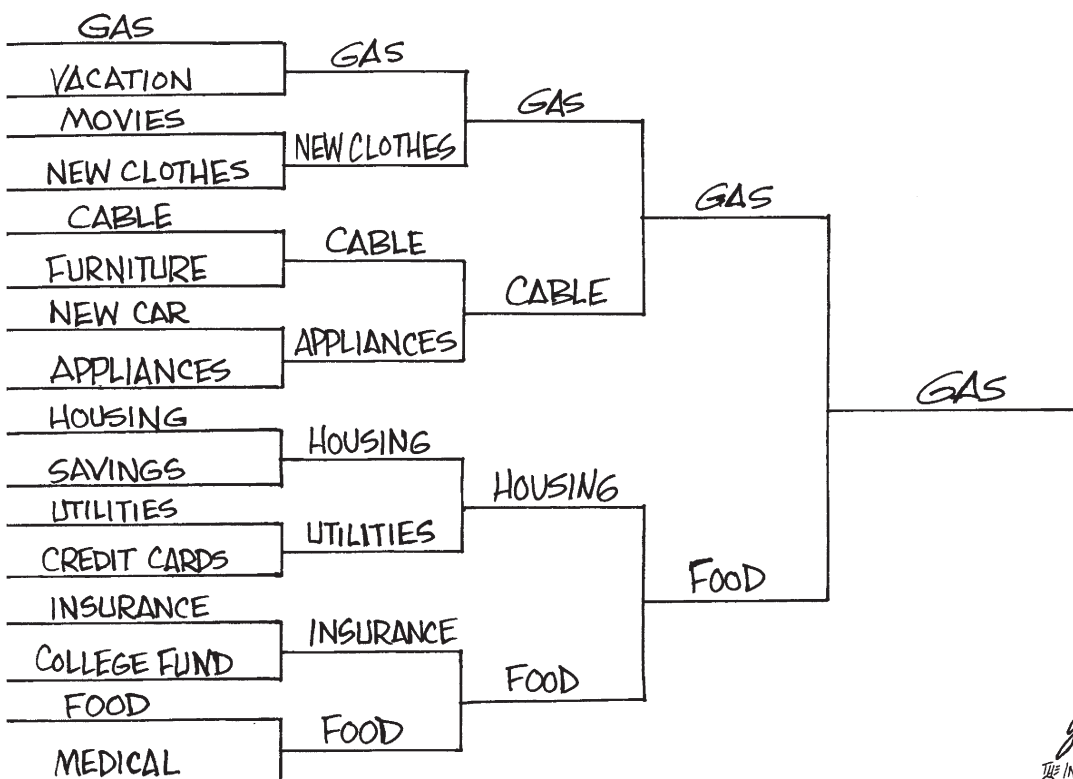 GAS
VACATION
MOVIES
NEW CLOTHES
CABLE
FURNITURE
NEW CAR
APPLIANCES
HOUSING
SAVINGS
UTILITIES
CREDIT CARDS
INSURANCE
COLLEGE FUND
FOOD
MEDICAL
GAS
NEW CLOTHES
CABLE
APPLIANCES
HOUSING
UTILITIES
INSURANCE
FOOD
GAS
CABLE
HOUSING
FOOD
GAS
FOOD
GAS
THE